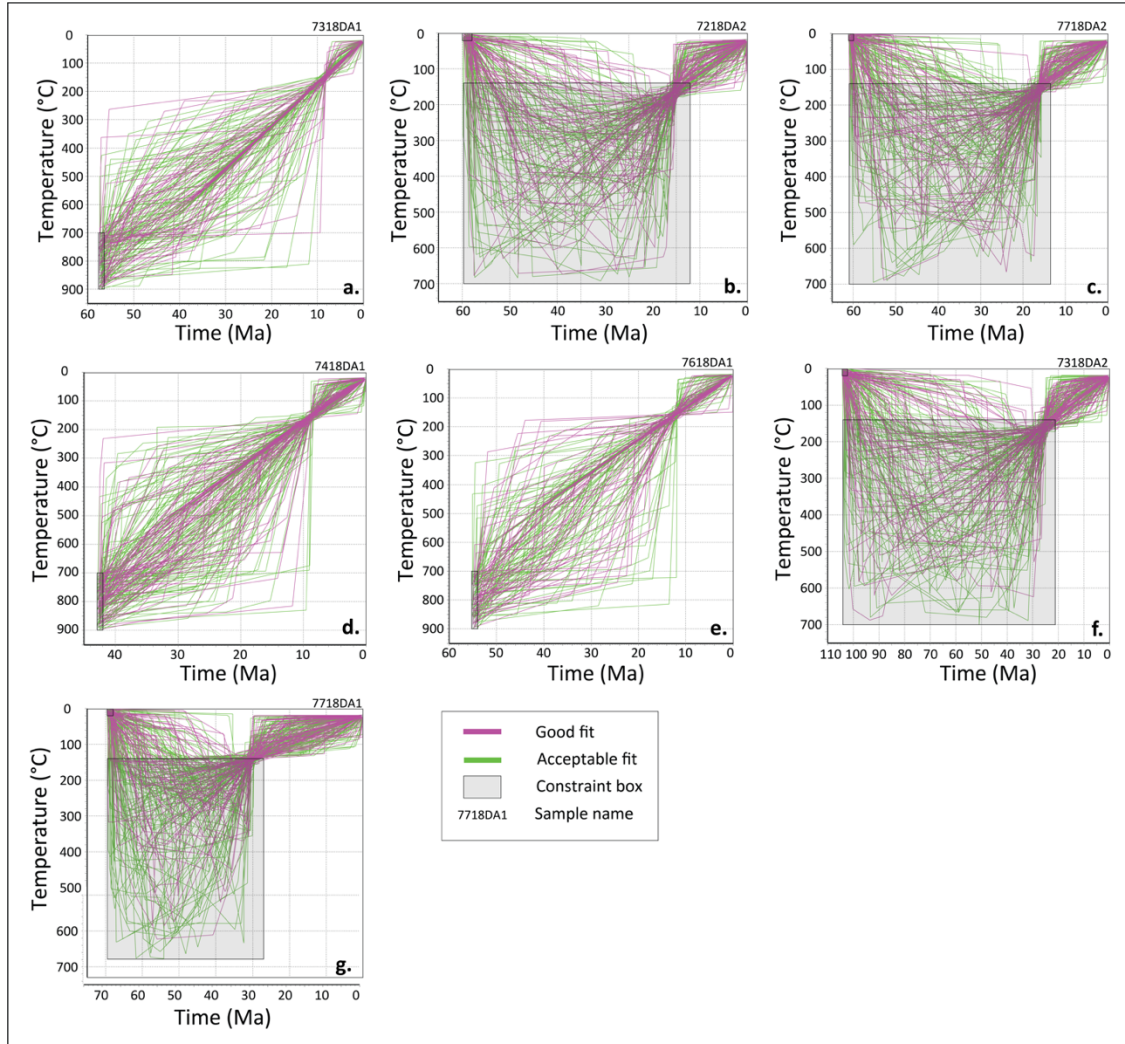 7318DA1
0
100
200
300
400
500
600
700
800
900
Temperature (°C)
60 50 40 30 20 10 0
Time (Ma)
a.
7218DA2
0
100
200
300
400
500
600
700
Temperature (°C)
60 50 40 30 20 10 0
Time (Ma)
b.
7718DA2
0
100
200
300
400
500
600
700
Temperature (°C)
60 50 40 30 20 10 0
Time (Ma)
c.
7418DA1
0
100
200
300
400
500
600
700
800
900
Temperature (°C)
40 30 20 10 0
Time (Ma)
d.
7618DA1
0
100
200
300
400
500
600
700
800
900
Temperature (°C)
60 50 40 30 20 10 0
Time (Ma)
e.
7318DA2
0
100
200
300
400
500
600
700
Temperature (°C)
110 100 90 80 70 60 50 40 30 20 10 0
Time (Ma)
f.
7718DA1
0
100
200
300
400
500
600
700
Temperature (°C)
70 60 50 40 30 20 10 0
Time (Ma)
g.
Good fit
Acceptable fit
Constraint box
7718DA1 Sample name